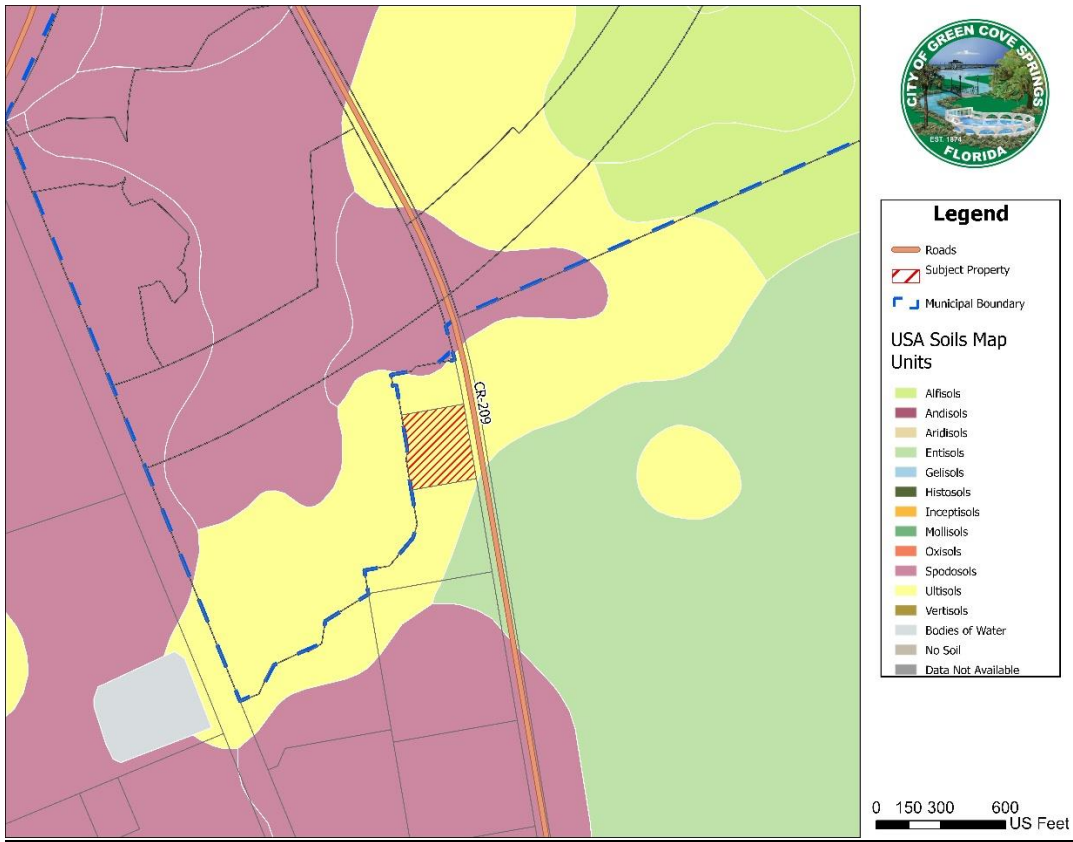 CITY OF GREEN COVE SPRINGS
EST. 1874
FLORIDA
CR-209
Legend
Roads
Subject Property
Municipal Boundary
USA Soils Map
Units
Alfisols
Andisols
Aridisols
Entisols
Gelisols
Histosols
Inceptisols
Mollisols
Oxisols
Spodosols
Ultisols
Vertisols
Bodies of Water
No Soil
Data Not Available
0 150 300 600
US Feet